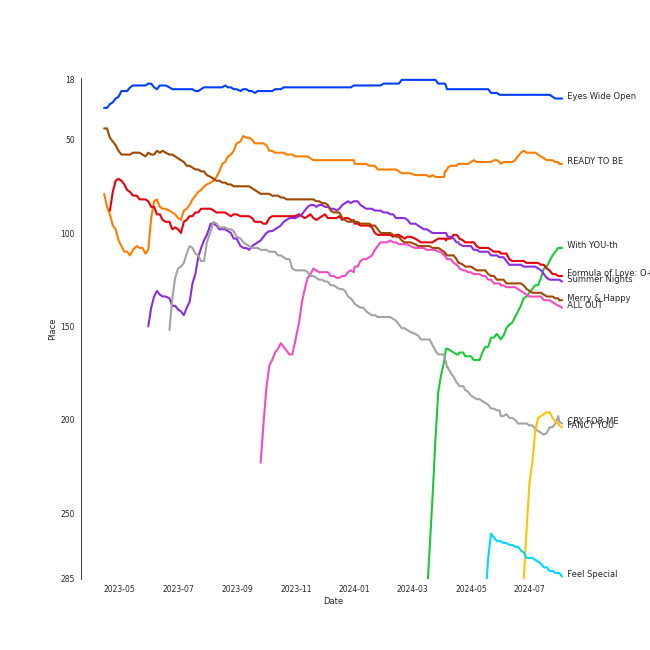 18
50
100
150
200
250
285
Place
Eyes Wide Open
READY TO BE
With YOU-th
Formula of Love: O+
Summer Nights
Merry & Happy
ALL OUT
CRY FOR ME
FANCY YOU
Feel Special
2023-05
2023-07
2023-09
2023-11
2024-01
2024-03
2024-05
2024-07
Date